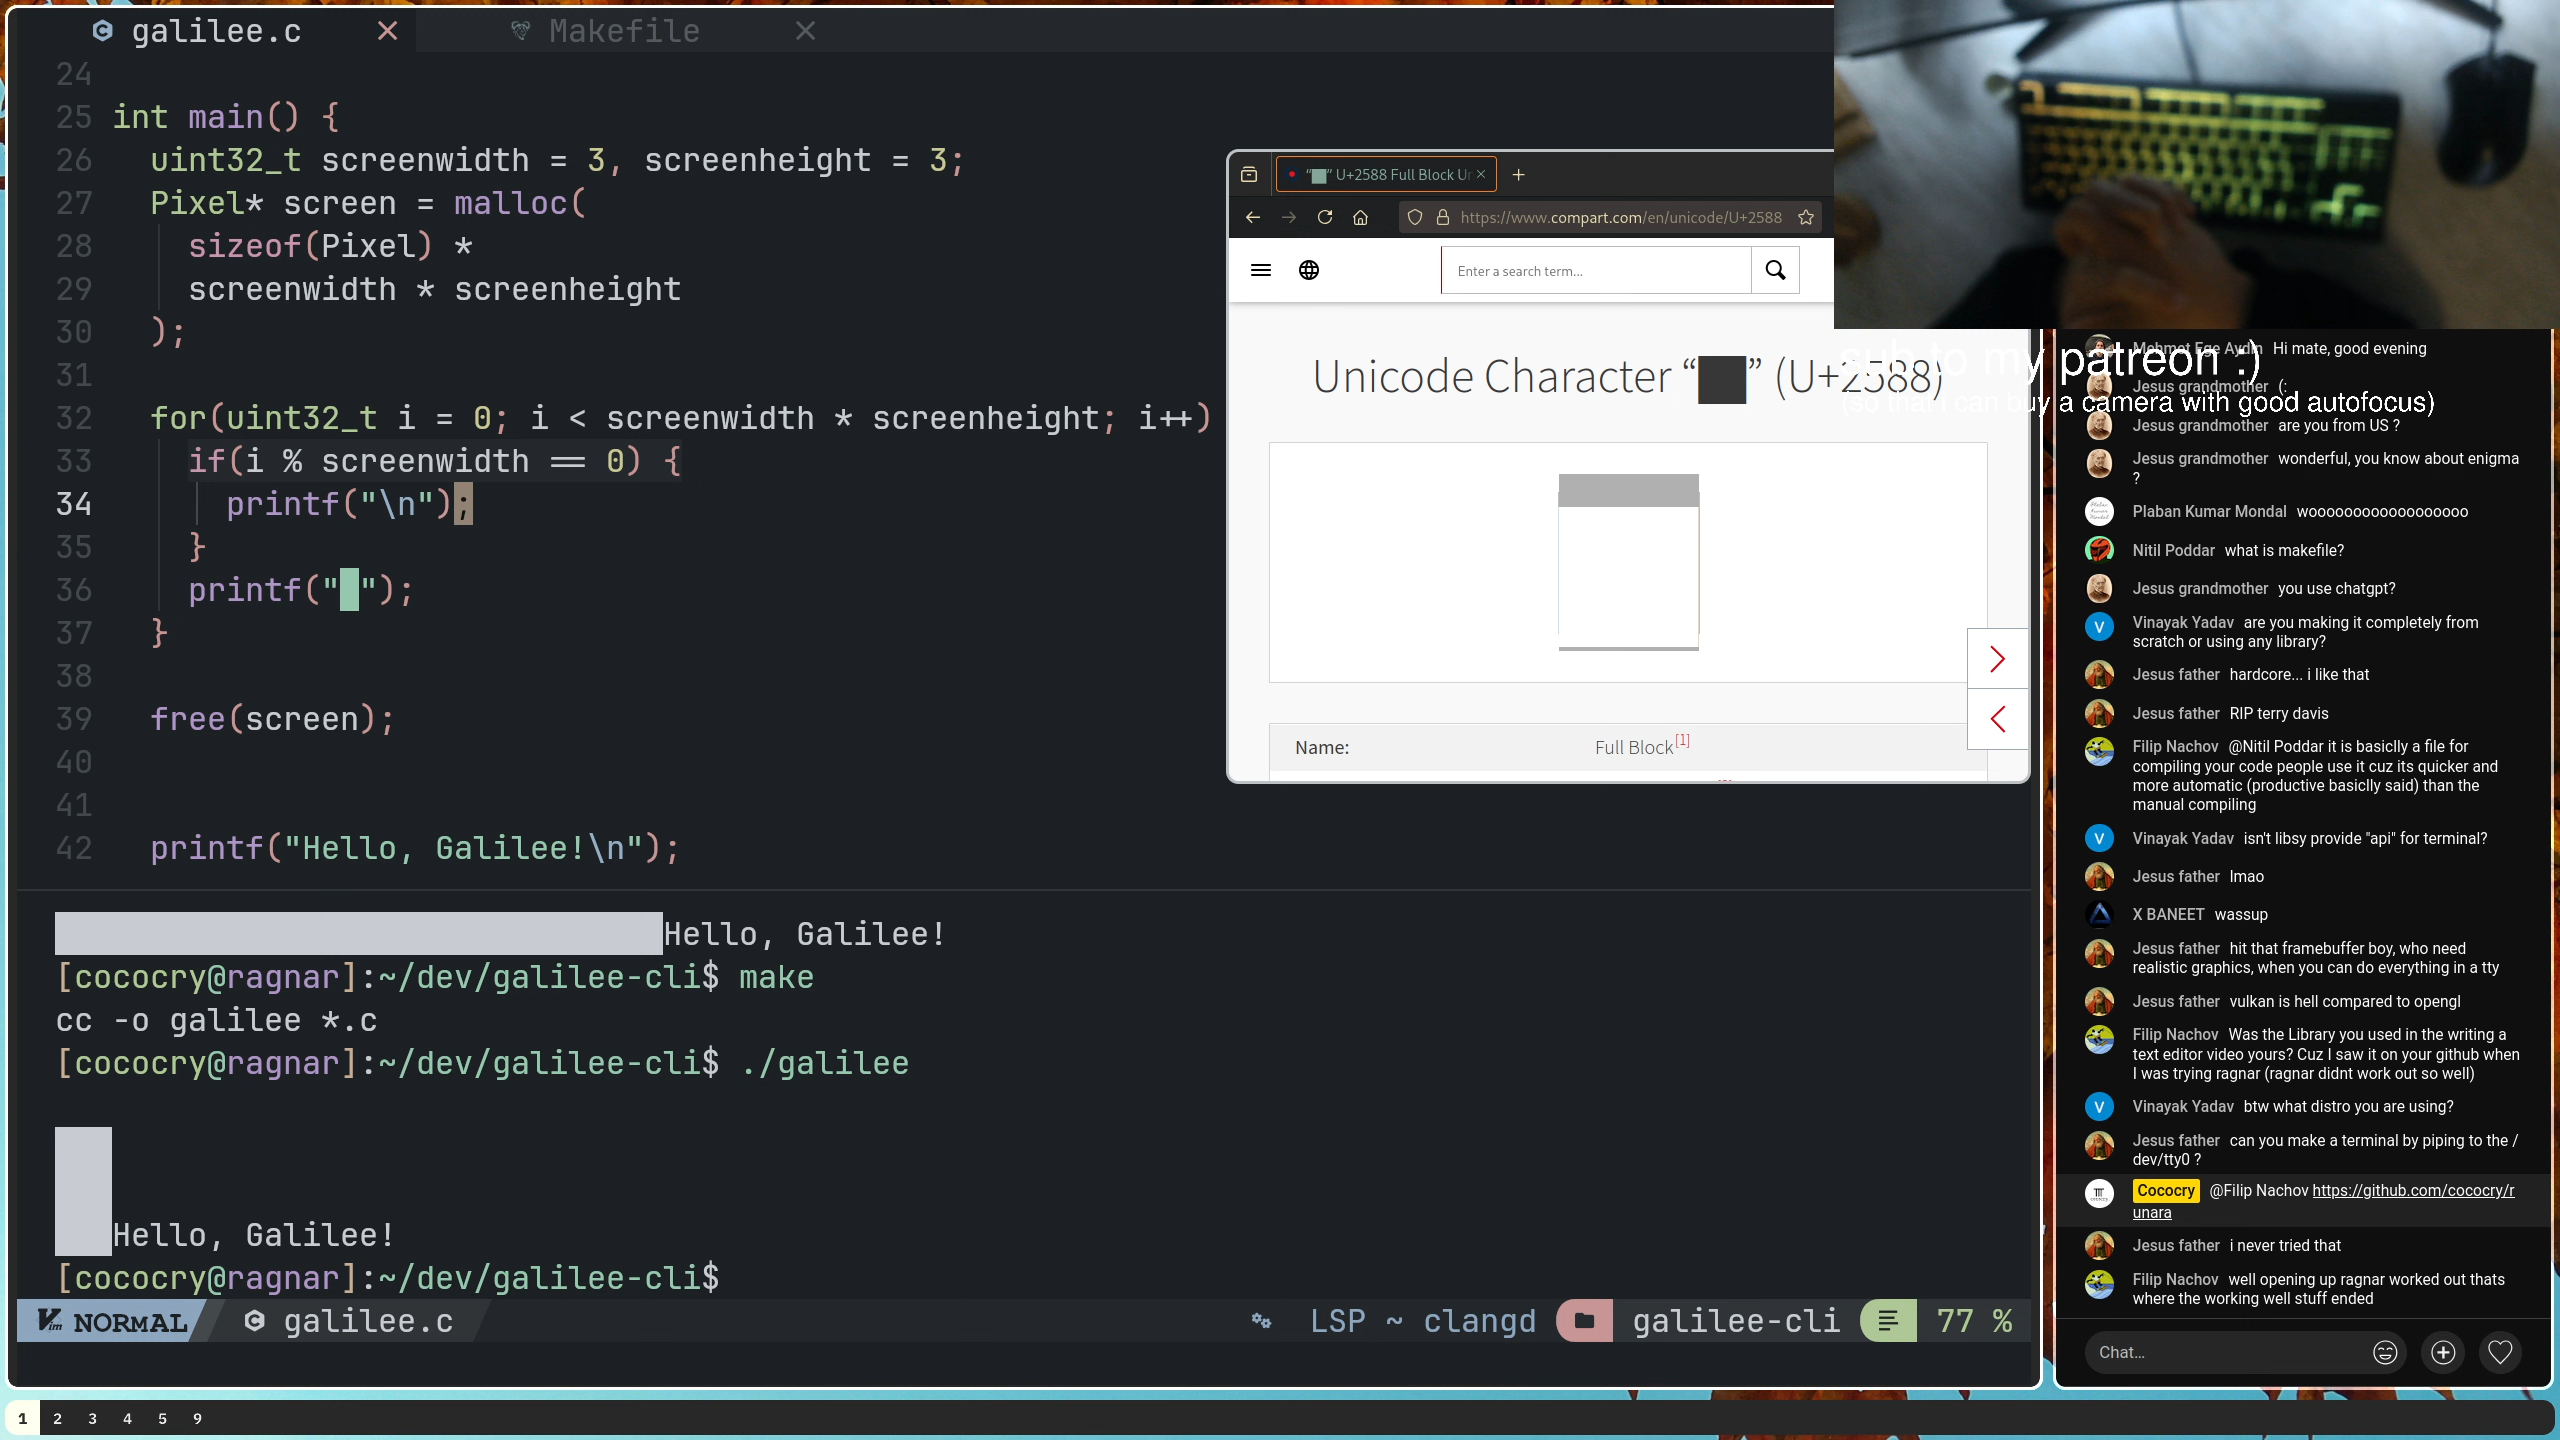 galilee.c
Makefile
24
25 int main() {
26 uint32_t screenwidth = 3, screenheight = 3;
27 Pixel* screen = malloc(
28 sizeof(Pixel) *
29 screenwidth * screenheight
30 );
31
32 for(uint32_t i = 0; i < screenwidth * screenheight; i++)
33 if(i % screenwidth == 0) {
34 printf("\n");
35 }
36 printf("█");
37 }
38
39 free(screen);
40
41
42 printf("Hello, Galilee!\n");
Hello, Galilee!
[cococry@ragnar]:~/dev/galilee-cli$ make
cc -o galilee *.c
[cococry@ragnar]:~/dev/galilee-cli$ ./galilee
Hello, Galilee!
[cococry@ragnar]:~/dev/galilee-cli$
NORMAL galilee.c LSP ~ clangd galilee-cli 77 %
1 2 3 4 5 9
"█" U+2588 Full Block Un
https://www.compart.com/en/unicode/U+2588
Enter a search term...
Unicode Character “█” (U+2588)
Name: Full Block[1]
sub to my patreon :)
(so that I can buy a camera with good autofocus)
Mehmet Ege Aydin Hi mate, good evening
Jesus grandmother (:
Jesus grandmother are you from US ?
Jesus grandmother wonderful, you know about enigma
?
Plaban Kumar Mondal woooooooooooooooooo
Nitil Poddar what is makefile?
Jesus grandmother you use chatgpt?
Vinayak Yadav are you making it completely from
scratch or using any library?
Jesus father hardcore... i like that
Jesus father RIP terry davis
Filip Nachov @Nitil Poddar it is basiclly a file for
compiling your code people use it cuz its quicker and
more automatic (productive basiclly said) than the
manual compiling
Vinayak Yadav isn't libsy provide "api" for terminal?
Jesus father lmao
X BANEET wassup
Jesus father hit that framebuffer boy, who need
realistic graphics, when you can do everything in a tty
Jesus father vulkan is hell compared to opengl
Filip Nachov Was the Library you used in the writing a
text editor video yours? Cuz I saw it on your github when
I was trying ragnar (ragnar didnt work out so well)
Vinayak Yadav btw what distro you are using?
Jesus father can you make a terminal by piping to the /
dev/tty0 ?
Cococry @Filip Nachov https://github.com/cococry/r
unara
Jesus father i never tried that
Filip Nachov well opening up ragnar worked out thats
where the working well stuff ended
Chat...